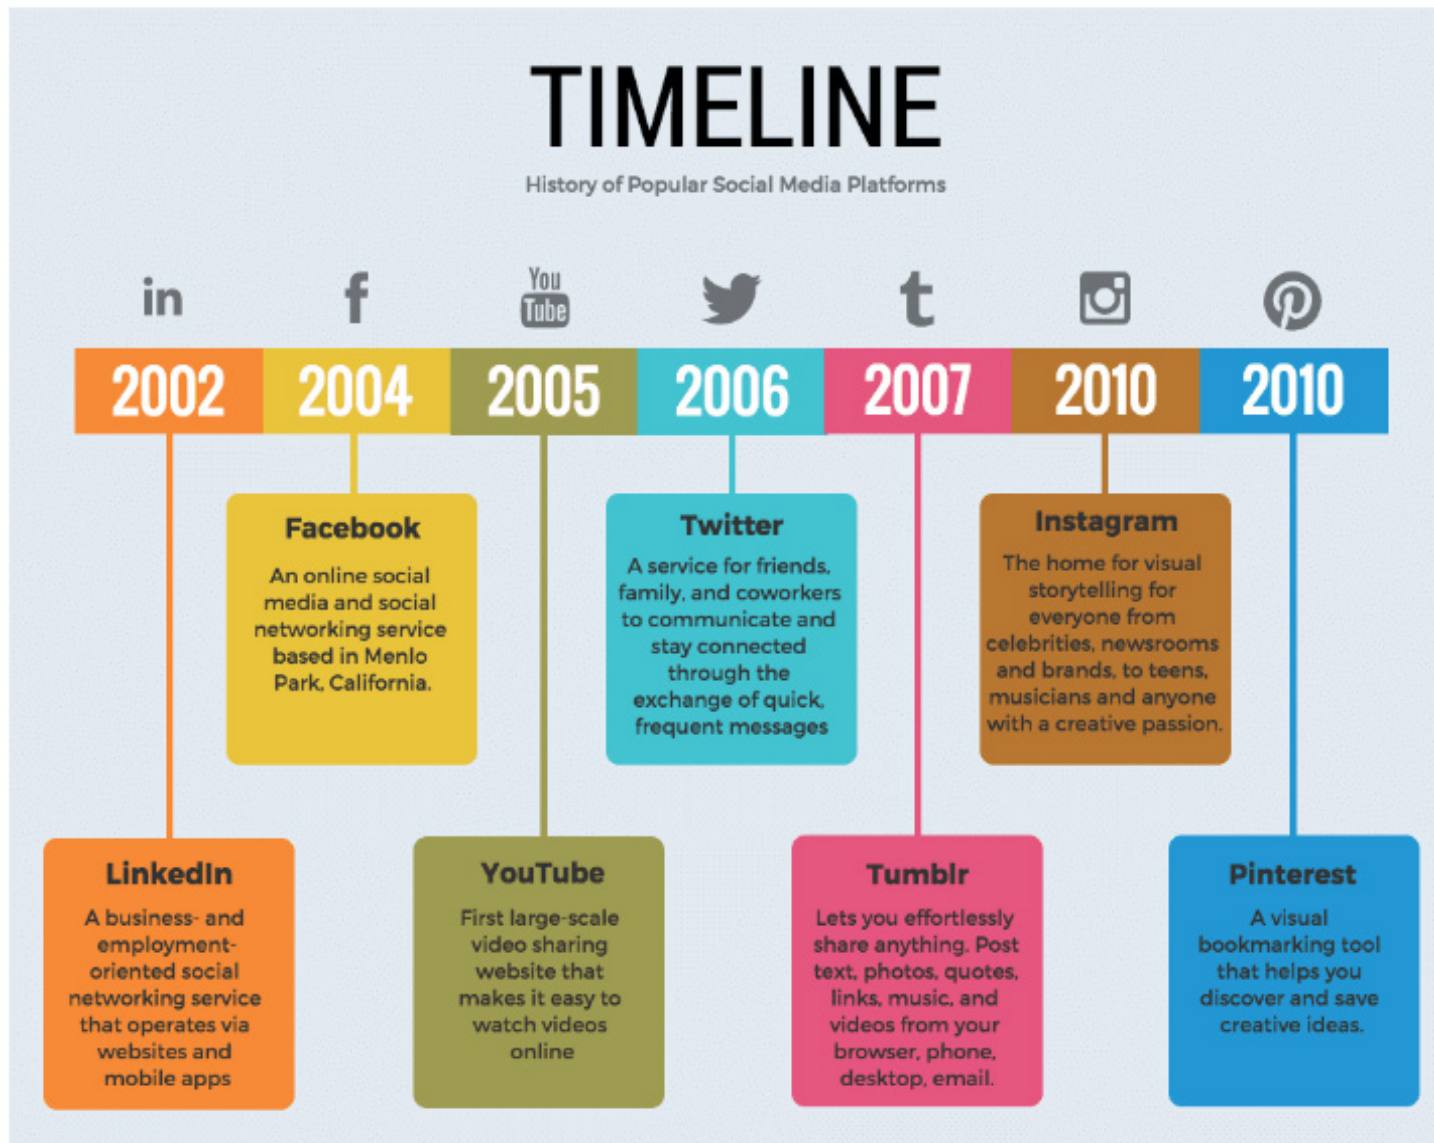 TIMELINE
History of Popular Social Media Platforms
in
f
You
Tube
t
2002
2004
2005
2006
2007
2010
2010
Facebook
An online social
media and social
networking service
based in Menlo
Park, California.
Twitter
A service for friends,
family, and coworkers
to communicate and
stay connected
through the
exchange of quick,
frequent messages
Instagram
The home for visual
storytelling for
everyone from
celebrities, newsrooms
and brands, to teens,
musicians and anyone
with a creative passion.
LinkedIn
A business- and
employment-
oriented social
networking service
that operates via
websites and
mobile apps
YouTube
First large-scale
video sharing
website that
makes it easy to
watch videos
online
Tumblr
Lets you effortlessly
share anything. Post
text, photos, quotes,
links, music, and
videos from your
browser, phone,
desktop, email.
Pinterest
A visual
bookmarking tool
that helps you
discover and save
creative ideas.